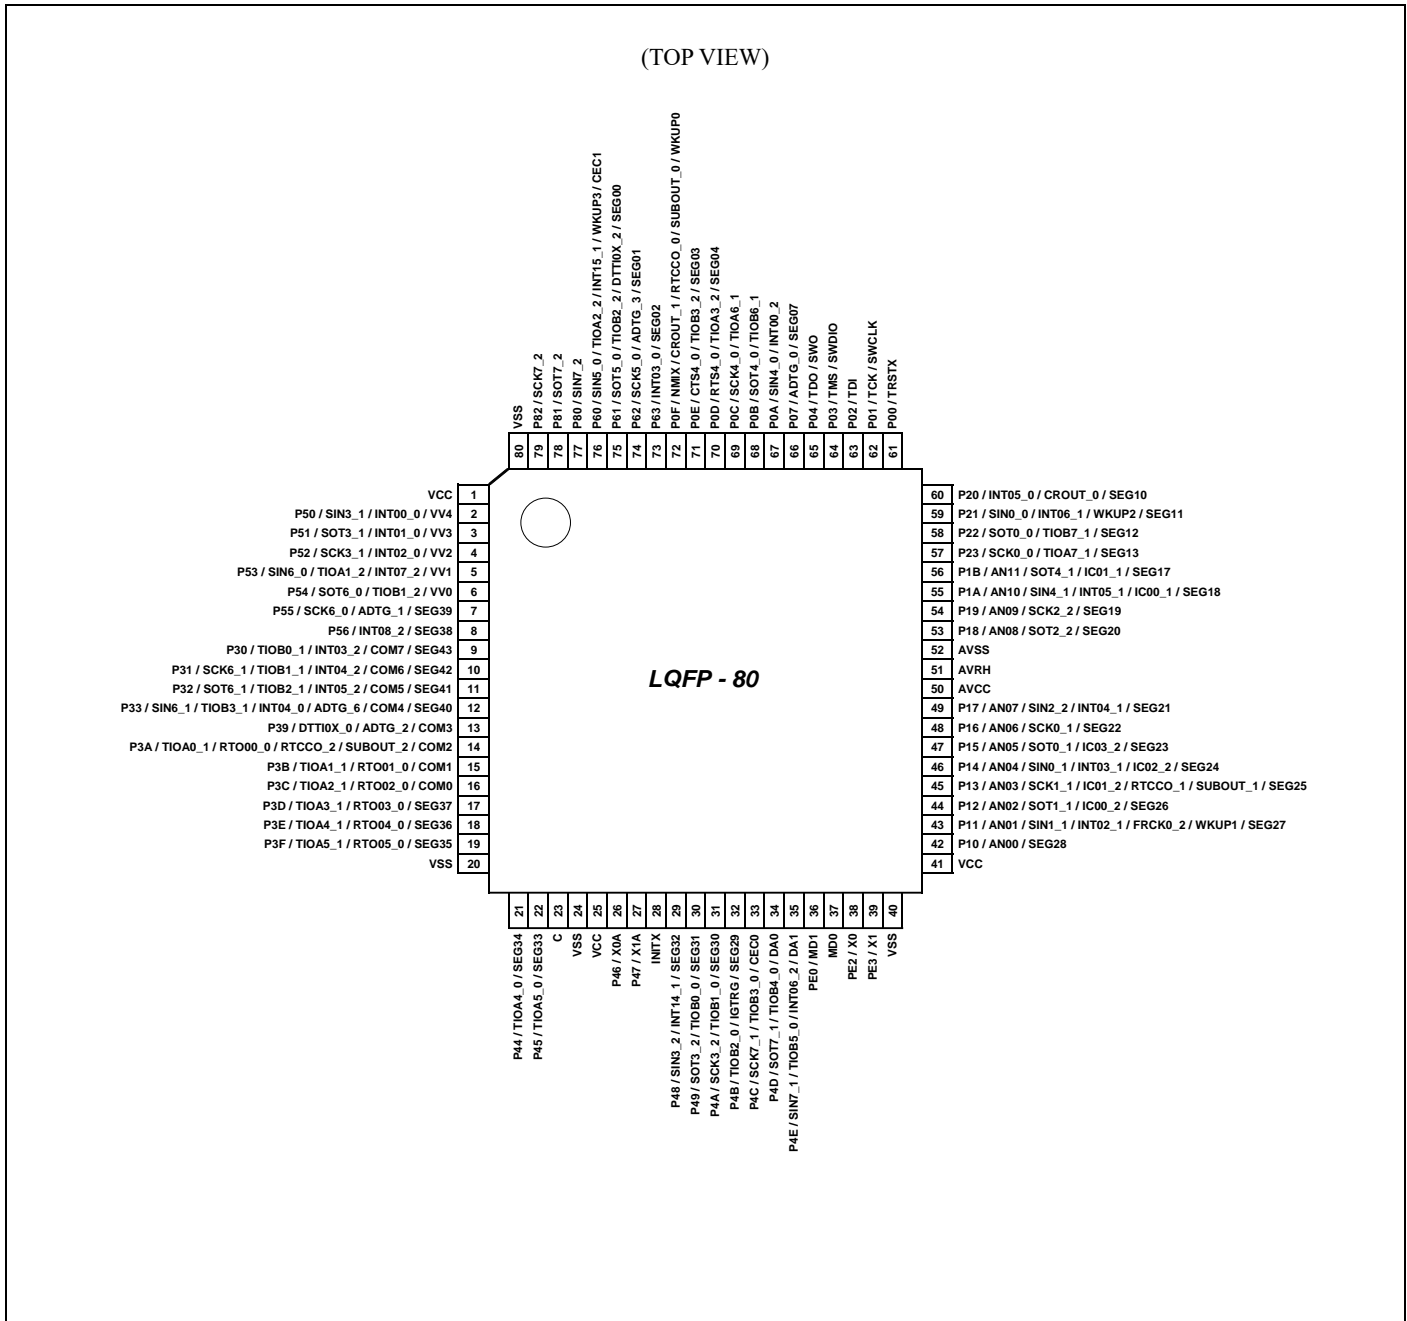 (TOP VIEW)
VSS
P82 / SCK7_2
P81 / SOT7_2
P80 / SIN7_2
P60 / SIN5_0 / TIOA2_2 / INT15_1 / WKUP3 / CEC1
P61 / SOT5_0 / TIOB2_2 / DTTI0X_2 / SEG00
P62 / SCK5_0 / ADTG_3 / SEG01
P63 / INT03_0 / SEG02
P0F / NMIX / CROUT_1 / RTCCO_0 / SUBOUT_0 / WKUP0
P0E / CTS4_0 / TIOB3_2 / SEG03
P0D / RTS4_0 / TIOA3_2 / SEG04
P0C / SCK4_0 / TIOA6_1
P0B / SOT4_0 / TIOB6_1
P0A / SIN4_0 / INT00_2
P07 / ADTG_0 / SEG07
P04 / TDO / SWO
P03 / TMS / SWDIO
P02 / TDI
P01 / TCK / SWCLK
P00 / TRSTX
80 79 78 77 76 75 74 73 72 71 70 69 68 67 66 65 64 63 62 61
VCC 1
P50 / SIN3_1 / INT00_0 / VV4 2
P51 / SOT3_1 / INT01_0 / VV3 3
P52 / SCK3_1 / INT02_0 / VV2 4
P53 / SIN6_0 / TIOA1_2 / INT07_2 / VV1 5
P54 / SOT6_0 / TIOB1_2 / VV0 6
P55 / SCK6_0 / ADTG_1 / SEG39 7
P56 / INT08_2 / SEG38 8
P30 / TIOB0_1 / INT03_2 / COM7 / SEG43 9
P31 / SCK6_1 / TIOB1_1 / INT04_2 / COM6 / SEG42 10
P32 / SOT6_1 / TIOB2_1 / INT05_2 / COM5 / SEG41 11
P33 / SIN6_1 / TIOB3_1 / INT04_0 / ADTG_6 / COM4 / SEG40 12
P39 / DTTI0X_0 / ADTG_2 / COM3 13
P3A / TIOA0_1 / RTO00_0 / RTCCO_2 / SUBOUT_2 / COM2 14
P3B / TIOA1_1 / RTO01_0 / COM1 15
P3C / TIOA2_1 / RTO02_0 / COM0 16
P3D / TIOA3_1 / RTO03_0 / SEG37 17
P3E / TIOA4_1 / RTO04_0 / SEG36 18
P3F / TIOA5_1 / RTO05_0 / SEG35 19
VSS 20
LQFP - 80
60 P20 / INT05_0 / CROUT_0 / SEG10
59 P21 / SIN0_0 / INT06_1 / WKUP2 / SEG11
58 P22 / SOT0_0 / TIOB7_1 / SEG12
57 P23 / SCK0_0 / TIOA7_1 / SEG13
56 P1B / AN11 / SOT4_1 / IC01_1 / SEG17
55 P1A / AN10 / SIN4_1 / INT05_1 / IC00_1 / SEG18
54 P19 / AN09 / SCK2_2 / SEG19
53 P18 / AN08 / SOT2_2 / SEG20
52 AVSS
51 AVRH
50 AVCC
49 P17 / AN07 / SIN2_2 / INT04_1 / SEG21
48 P16 / AN06 / SCK0_1 / SEG22
47 P15 / AN05 / SOT0_1 / IC03_2 / SEG23
46 P14 / AN04 / SIN0_1 / INT03_1 / IC02_2 / SEG24
45 P13 / AN03 / SCK1_1 / IC01_2 / RTCCO_1 / SUBOUT_1 / SEG25
44 P12 / AN02 / SOT1_1 / IC00_2 / SEG26
43 P11 / AN01 / SIN1_1 / INT02_1 / FRCK0_2 / WKUP1 / SEG27
42 P10 / AN00 / SEG28
41 VCC
21 22 23 24 25 26 27 28 29 30 31 32 33 34 35 36 37 38 39 40
P44 / TIOA4_0 / SEG34
P45 / TIOA5_0 / SEG33
C
VSS
VCC
P46 / X0A
P47 / X1A
INITX
P48 / SIN3_2 / INT14_1 / SEG32
P49 / SOT3_2 / TIOB0_0 / SEG31
P4A / SCK3_2 / TIOB1_0 / SEG30
P4B / TIOB2_0 / IGTRG / SEG29
P4C / SCK7_1 / TIOB3_0 / CEC0
P4D / SOT7_1 / TIOB4_0 / DA0
P4E / SIN7_1 / TIOB5_0 / INT06_2 / DA1
PE0 / MD1
MD0
PE2 / X0
PE3 / X1
VSS